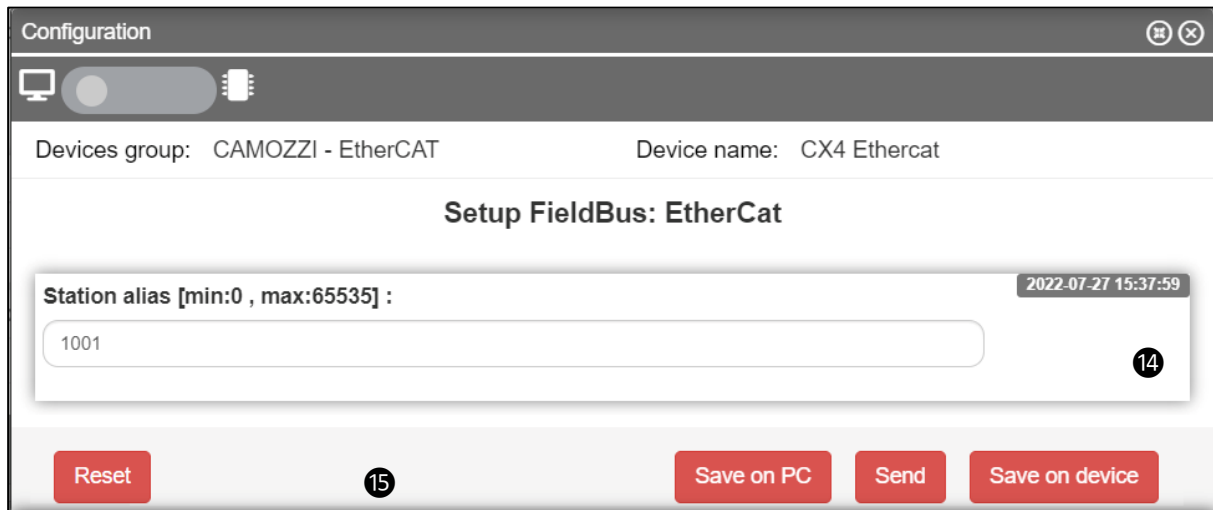 Configuration
Devices group: CAMOZZI - EtherCAT Device name: CX4 Ethercat
Setup FieldBus: EtherCat
2022-07-27 15:37:59
Station alias [min:0 , max:65535] :
1001
14
Reset 15 Save on PC Send Save on device